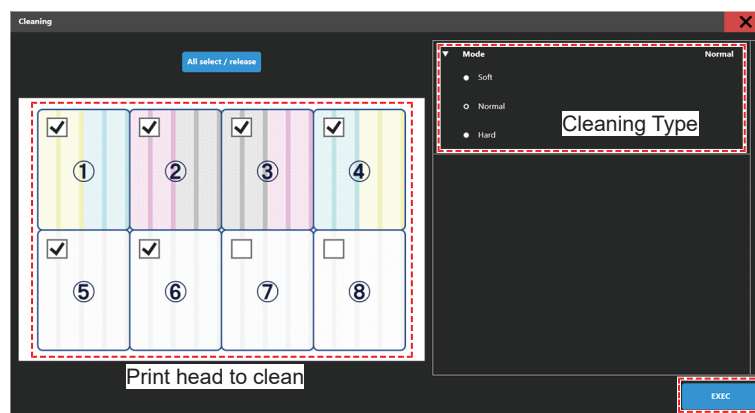 Cleaning
All select / release
Mode Normal
Soft
Normal
Hard
Cleaning Type
① ② ③ ④
⑤ ⑥ ⑦ ⑧
Print head to clean
EXEC